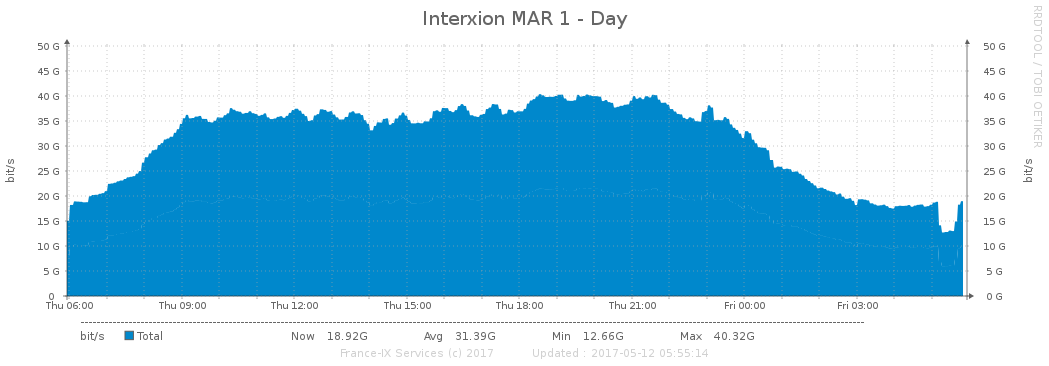 Interxion MAR 1 - Day
RRDTOOL / TOBI OETIKER
50 G 50 G
45 G 45 G
40 G 40 G
35 G 35 G
30 G 30 G
25 G 25 G
20 G 20 G
15 G 15 G
10 G 10 G
5 G 5 G
0 0 G
bit/s bit/s
Thu 06:00 Thu 09:00 Thu 12:00 Thu 15:00 Thu 18:00 Thu 21:00 Fri 00:00 Fri 03:00
bit/s Total Now 18.92G Avg 31.39G Min 12.66G Max 40.32G
France-IX Services (c) 2017 Updated : 2017-05-12 05:55:14